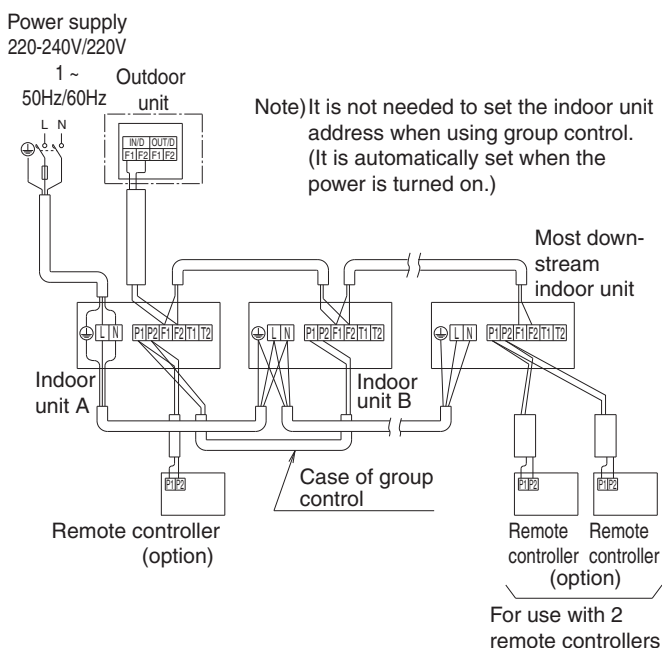 Power supply
220-240V/220V
1 ~
50Hz/60Hz
L N
Outdoor
unit
IN/D OUT/D
F1 F2 F1 F2
Note) It is not needed to set the indoor unit
address when using group control.
(It is automatically set when the
power is turned on.)
Most down-
stream
indoor unit
L N P1 P2 F1 F2 T1 T2
L N P1 P2 F1 F2 T1 T2
L N P1 P2 F1 F2 T1 T2
Indoor
unit A
Indoor
unit B
Case of group
control
P1 P2
Remote controller
(option)
P1 P2
P1 P2
Remote Remote
controller controller
(option)
For use with 2
remote controllers